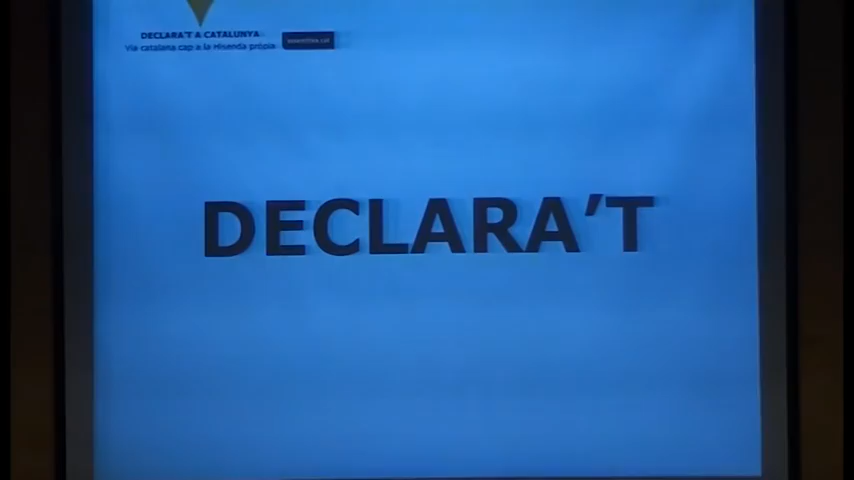 DECLARA'T A CATALUNYA
Via catalana cap a la Hisenda pròpia
DECLARA'T